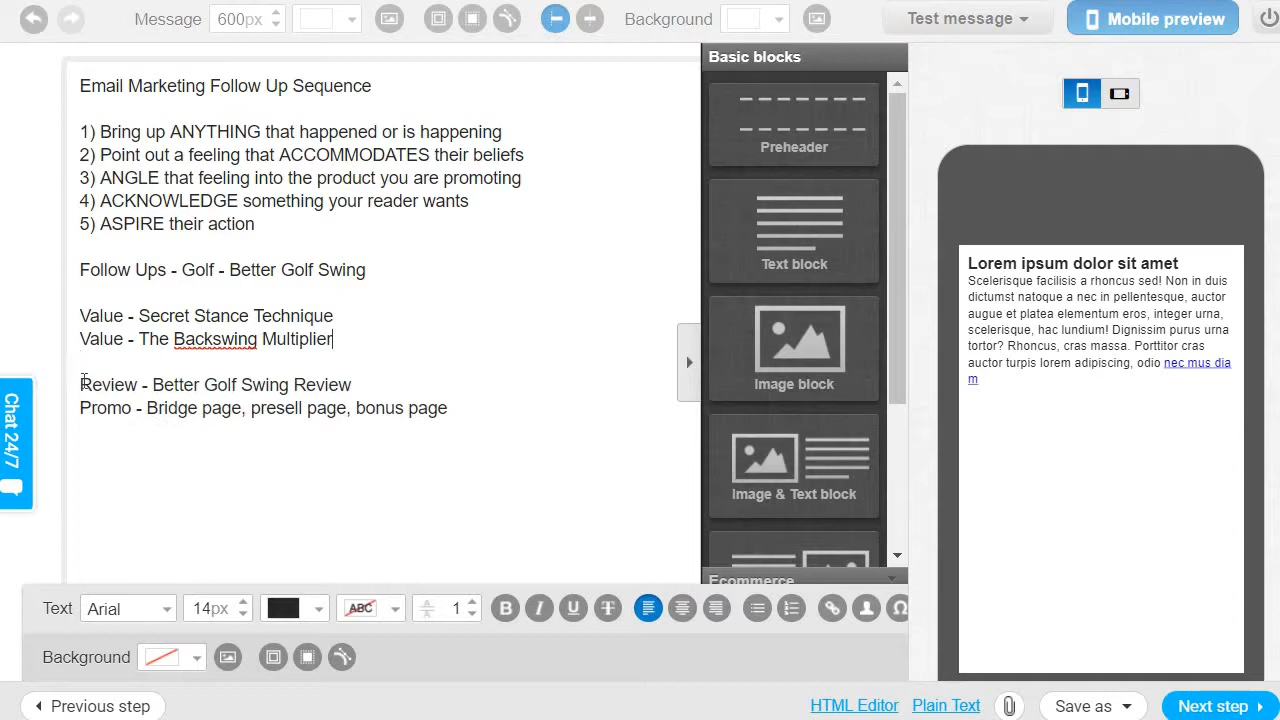 Message 600px Background Test message Mobile preview
Email Marketing Follow Up Sequence
1) Bring up ANYTHING that happened or is happening
2) Point out a feeling that ACCOMMODATES their beliefs
3) ANGLE that feeling into the product you are promoting
4) ACKNOWLEDGE something your reader wants
5) ASPIRE their action
Follow Ups - Golf - Better Golf Swing
Value - Secret Stance Technique
Value - The Backswing Multiplier
Review - Better Golf Swing Review
Promo - Bridge page, presell page, bonus page
Chat 24/7
Basic blocks
Preheader
Text block
Image block
Image & Text block
Ecommerce
Lorem ipsum dolor sit amet
Scelerisque facilisis a rhoncus sed! Non in duis
dictumst natoque a nec in pellentesque, auctor
augue et platea elementum eros, integer urna,
scelerisque, hac lundium! Dignissim purus urna
tortor? Rhoncus, cras massa. Porttitor cras
auctor turpis lorem adipiscing, odio nec mus dia
m
Text Arial 14px ABC 1 B I U T Ω
Background
Previous step HTML Editor Plain Text Save as Next step